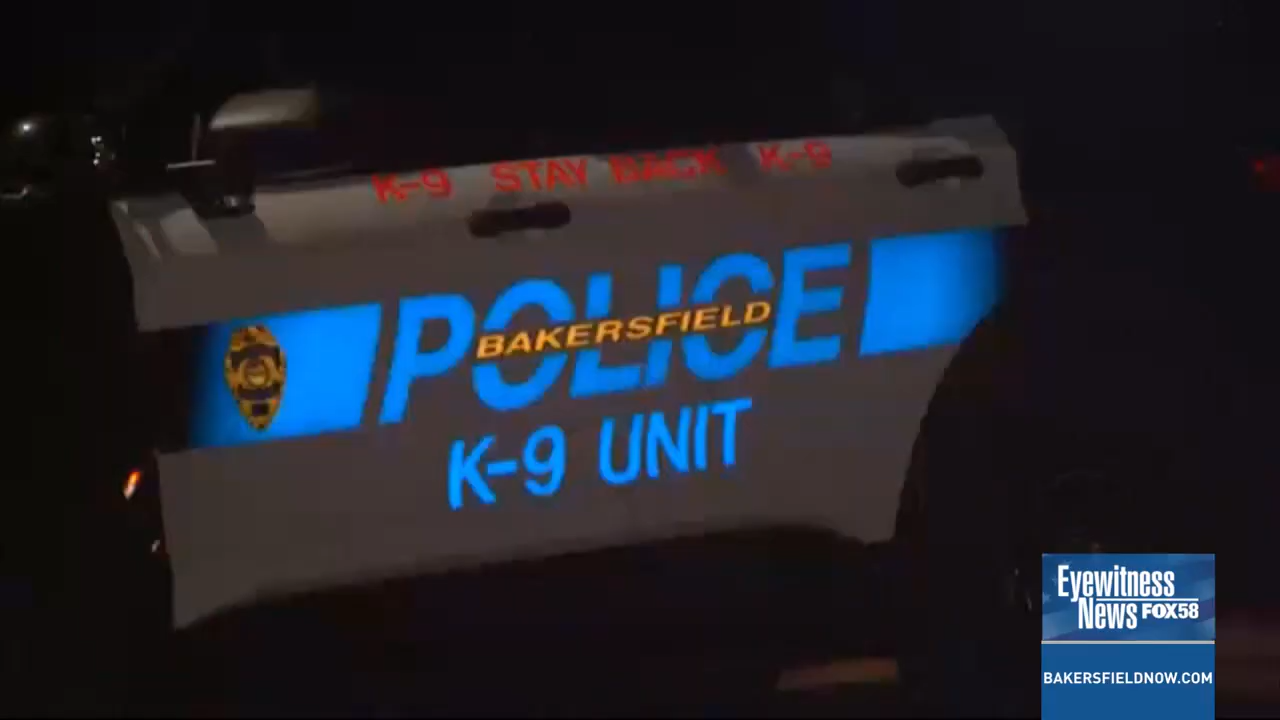 K-9 STAY BACK K-9
POLICE
BAKERSFIELD
K-9 UNIT
Eyewitness
News FOX58
BAKERSFIELDNOW.COM